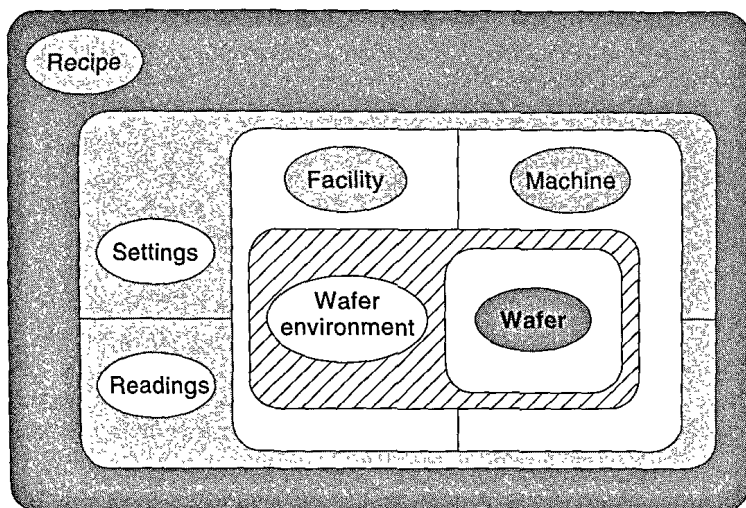 Recipe
Facility
Machine
Settings
Wafer
environment
Wafer
Readings